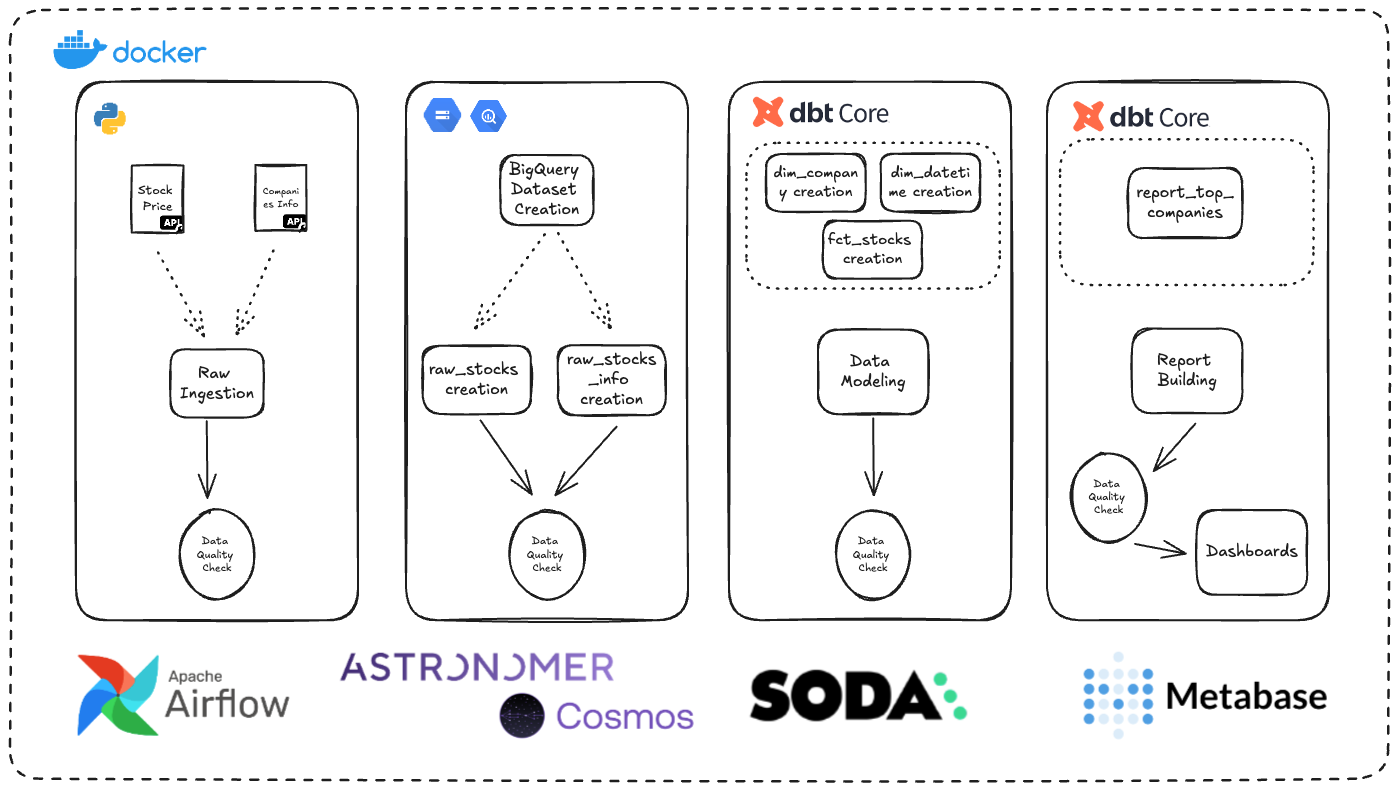 docker
Stock
Price
API
Compani
es Info
API
Raw
Ingestion
Data
Quality
Check
BigQuery
Dataset
Creation
raw_stocks
creation
raw_stocks
_info
creation
Data
Quality
Check
dbt Core
dim_compan
y creation
dim_dateti
me creation
fct_stocks
creation
Data
Modeling
Data
Quality
Check
dbt Core
report_top_
companies
Report
Building
Data
Quality
Check
Dashboards
Apache
Airflow
ASTRONOMER
Cosmos
SODA
Metabase